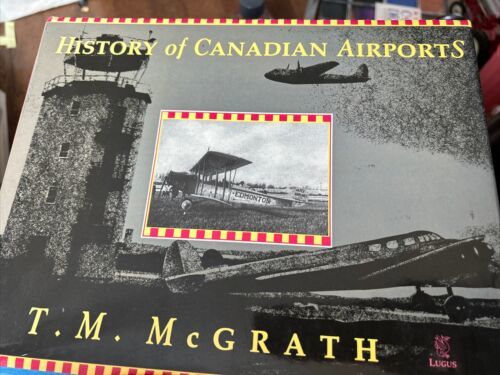 HISTORY of CANADIAN AIRPORTS
EDMONTON
T. M. MCGRATH
LUGUS